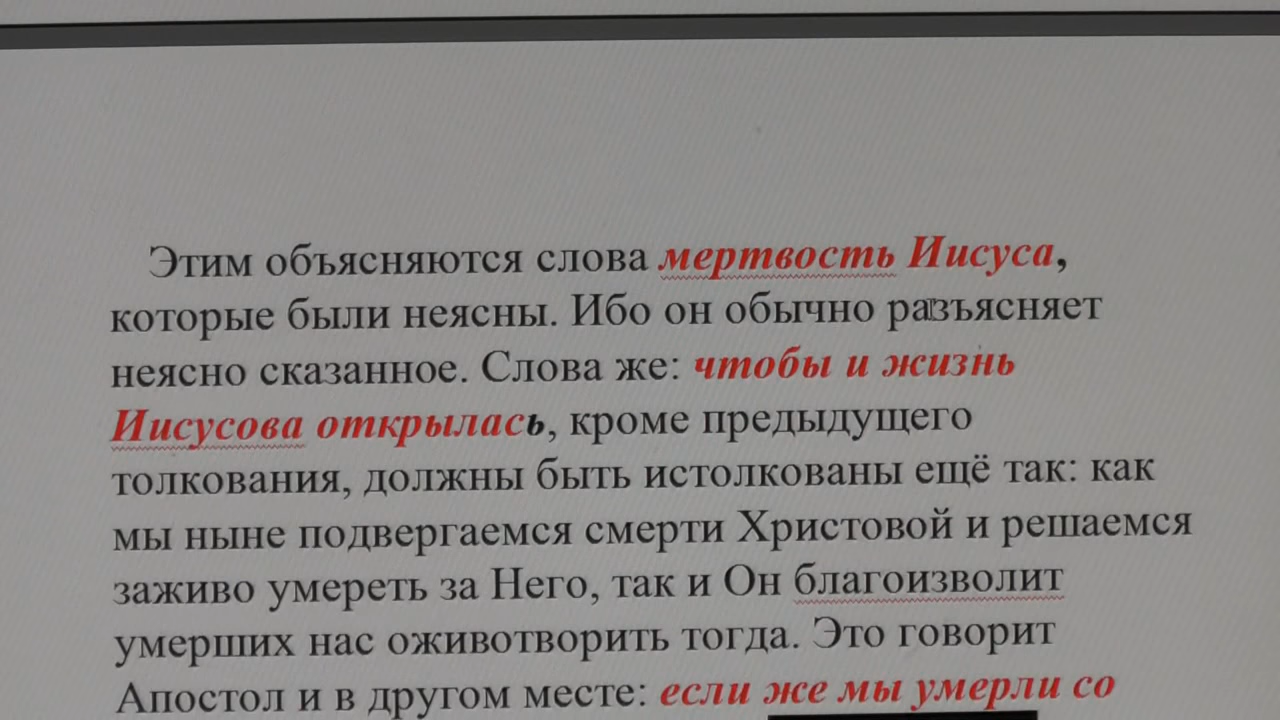 Этим объясняются слова мертвость Иисуса,
которые были неясны. Ибо он обычно разъясняет
неясно сказанное. Слова же: чтобы и жизнь
Иисусова открылась, кроме предыдущего
толкования, должны быть истолкованы ещё так: как
мы ныне подвергаемся смерти Христовой и решаемся
заживо умереть за Него, так и Он благоизволит
умерших нас оживотворить тогда. Это говорит
Апостол и в другом месте: если же мы умерли со